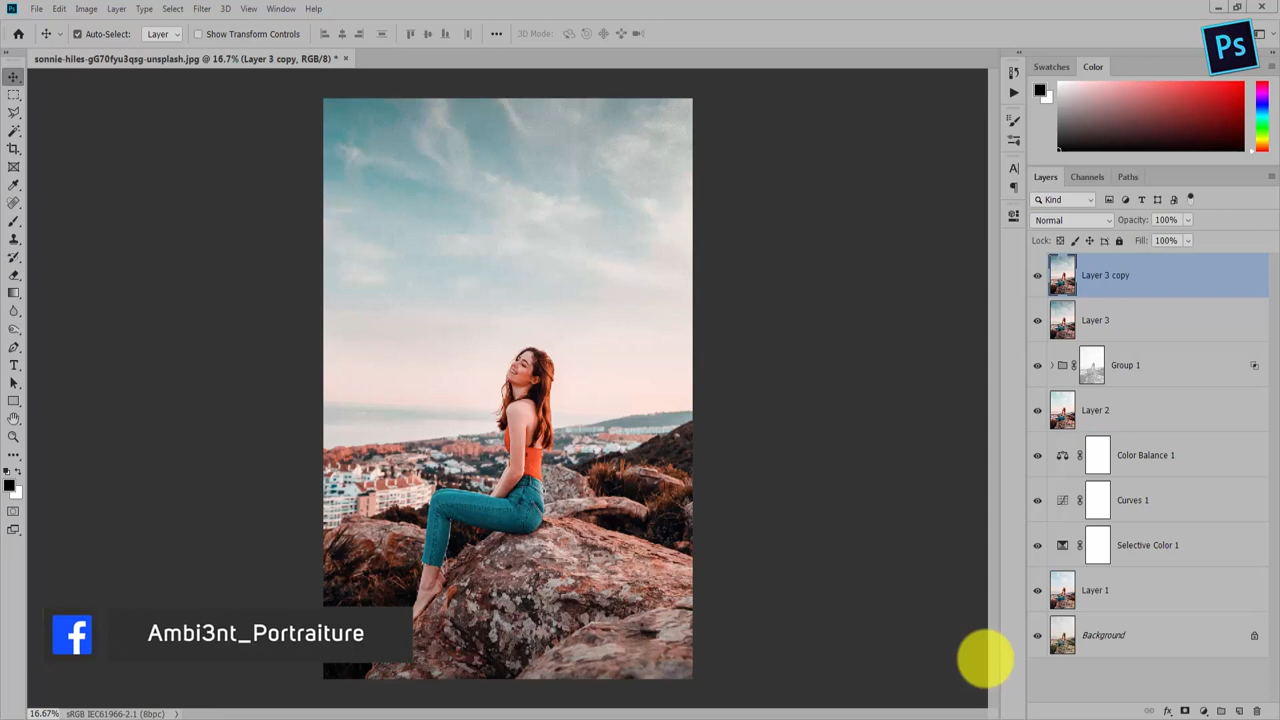 Ps File Edit Image Layer Type Select Filter 3D View Window Help
Auto-Select: Layer Show Transform Controls 3D Mode:
Ps
sonnie-hiles-gG70fyu3qsg-unsplash.jpg @ 16.7% (Layer 3 copy, RGB/8) * ×
Swatches Color
Layers Channels Paths
Kind
Normal Opacity: 100%
Lock: Fill: 100%
Layer 3 copy
Layer 3
Group 1
Layer 2
Color Balance 1
Curves 1
Selective Color 1
Layer 1
Background
f Ambi3nt_Portraiture
16.67% sRGB IEC61966-2.1 (8bpc)